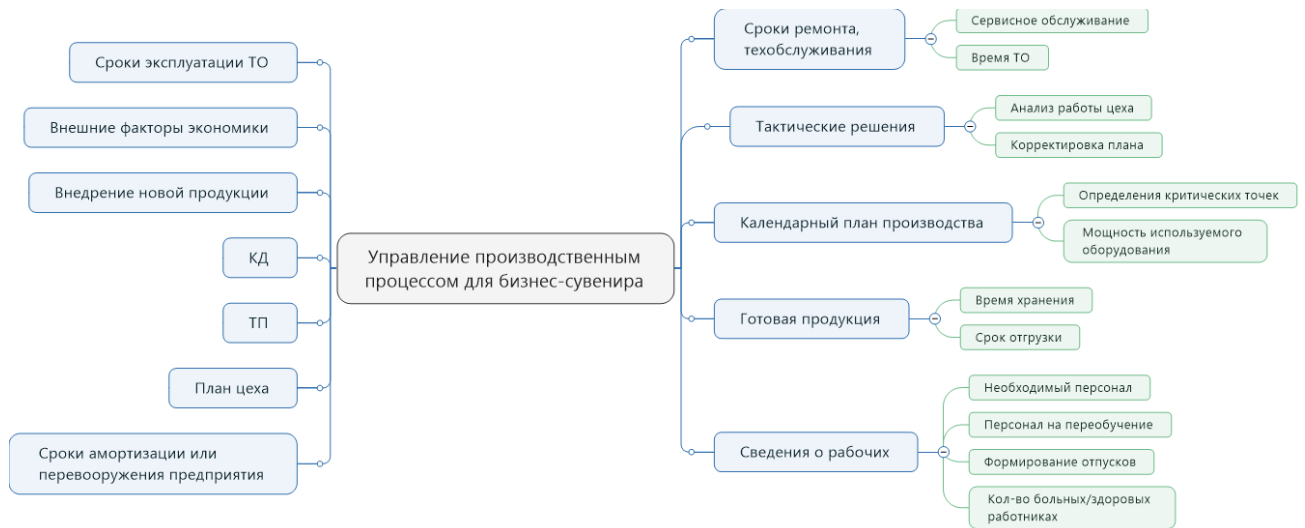 Сроки эксплуатации ТО
Внешние факторы экономики
Внедрение новой продукции
КД
ТП
План цеха
Сроки амортизации или
перевооружения предприятия
Управление производственным
процессом для бизнес-сувенира
Сроки ремонта,
техобслуживания
Сервисное обслуживание
Время ТО
Тактические решения
Анализ работы цеха
Корректировка плана
Календарный план производства
Определения критических точек
Мощность используемого
оборудования
Готовая продукция
Время хранения
Срок отгрузки
Сведения о рабочих
Необходимый персонал
Персонал на переобучение
Формирование отпусков
Кол-во больных/здоровых
работниках